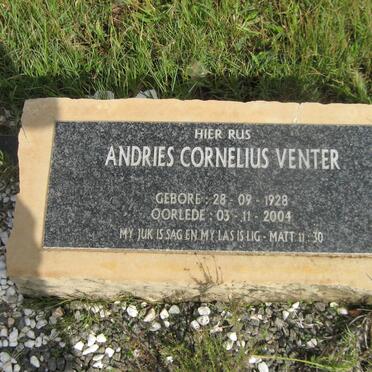 HIER RUS
ANDRIES CORNELIUS VENTER
GEBORE : 28 - 09 - 1928
OORLEDE : 03 - 11 - 2004
MY JUK IS SAG EN MY LAS IS LIG - MATT 11 : 30